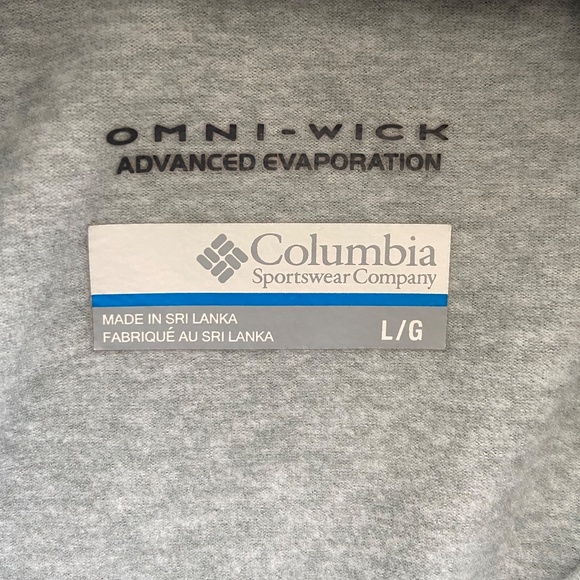 OMNI-WICK
ADVANCED EVAPORATION
Columbia
Sportswear Company
MADE IN SRI LANKA
FABRIQUÉ AU SRI LANKA
L/G